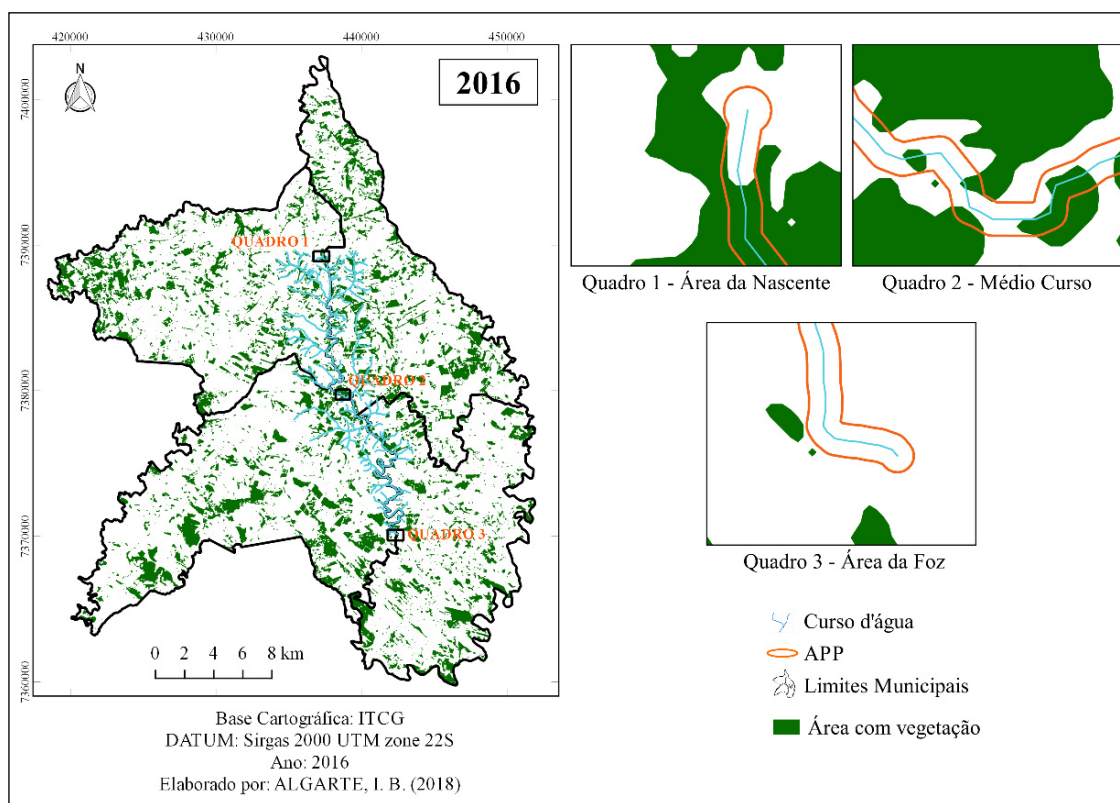 420000 430000 440000 450000
7400000
7390000
7380000
7370000
7360000
N
2016
QUADRO 1
QUADRO 2
QUADRO 3
0 2 4 6 8 km
Base Cartográfica: ITCG
DATUM: Sirgas 2000 UTM zone 22S
Ano: 2016
Elaborado por: ALGARTE, I. B. (2018)
Quadro 1 - Área da Nascente
Quadro 2 - Médio Curso
Quadro 3 - Área da Foz
Curso d'água
APP
Limites Municipais
Área com vegetação